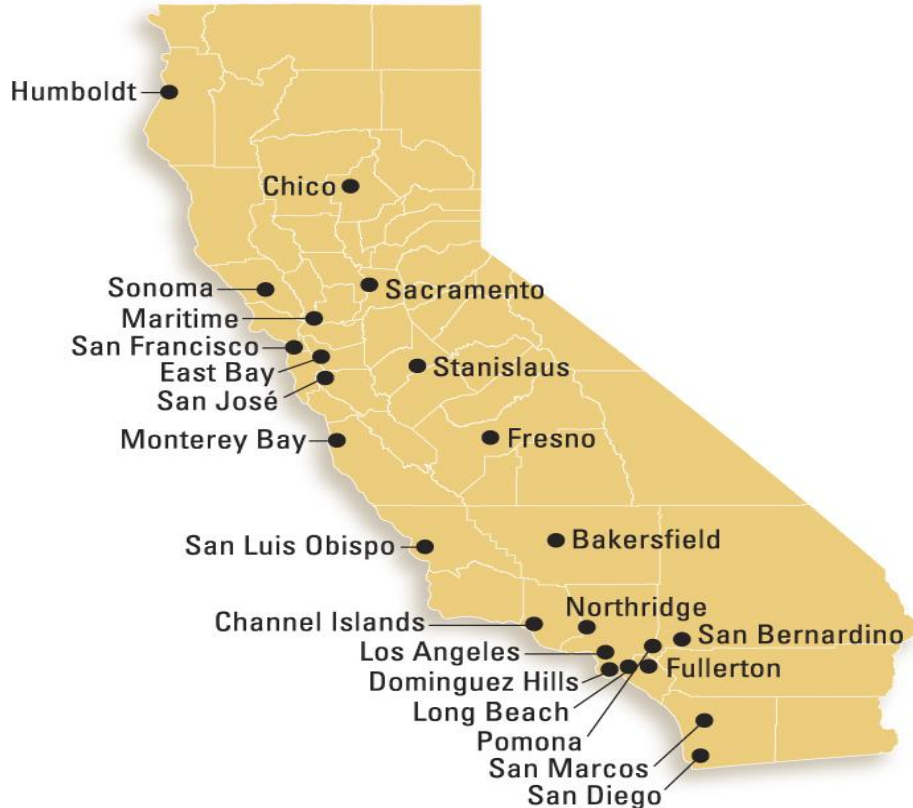 Humboldt
Chico
Sonoma
Sacramento
Maritime
San Francisco
East Bay
Stanislaus
San José
Monterey Bay
Fresno
San Luis Obispo
Bakersfield
Northridge
Channel Islands
San Bernardino
Los Angeles
Fullerton
Dominguez Hills
Long Beach
Pomona
San Marcos
San Diego